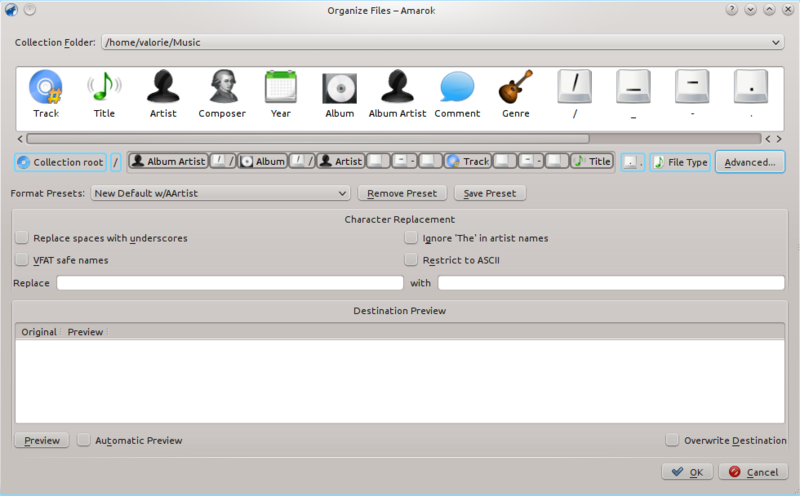 Organize Files – Amarok
Collection Folder: /home/valorie/Music
/ _ - .
Track Title Artist Composer Year Album Album Artist Comment Genre / _ - .
Collection root / Album Artist / / Album / / Artist - - Track - - Title . . File Type Advanced...
Format Presets: New Default w/AArtist Remove Preset Save Preset
Character Replacement
Replace spaces with underscores Ignore 'The' in artist names
VFAT safe names Restrict to ASCII
Replace with
Destination Preview
Original Preview
Preview Automatic Preview Overwrite Destination
OK Cancel